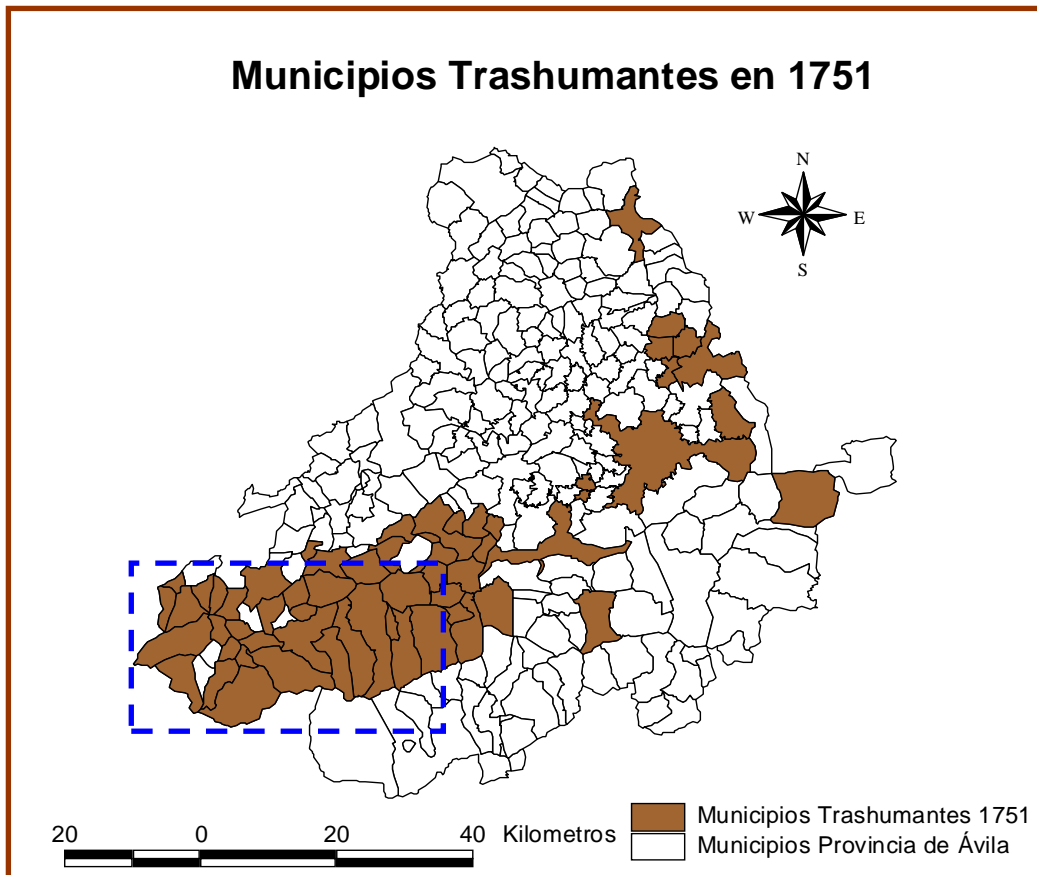 Municipios Trashumantes en 1751
N
W E
S
20 0 20 40 Kilometros
Municipios Trashumantes 1751
Municipios Provincia de Ávila